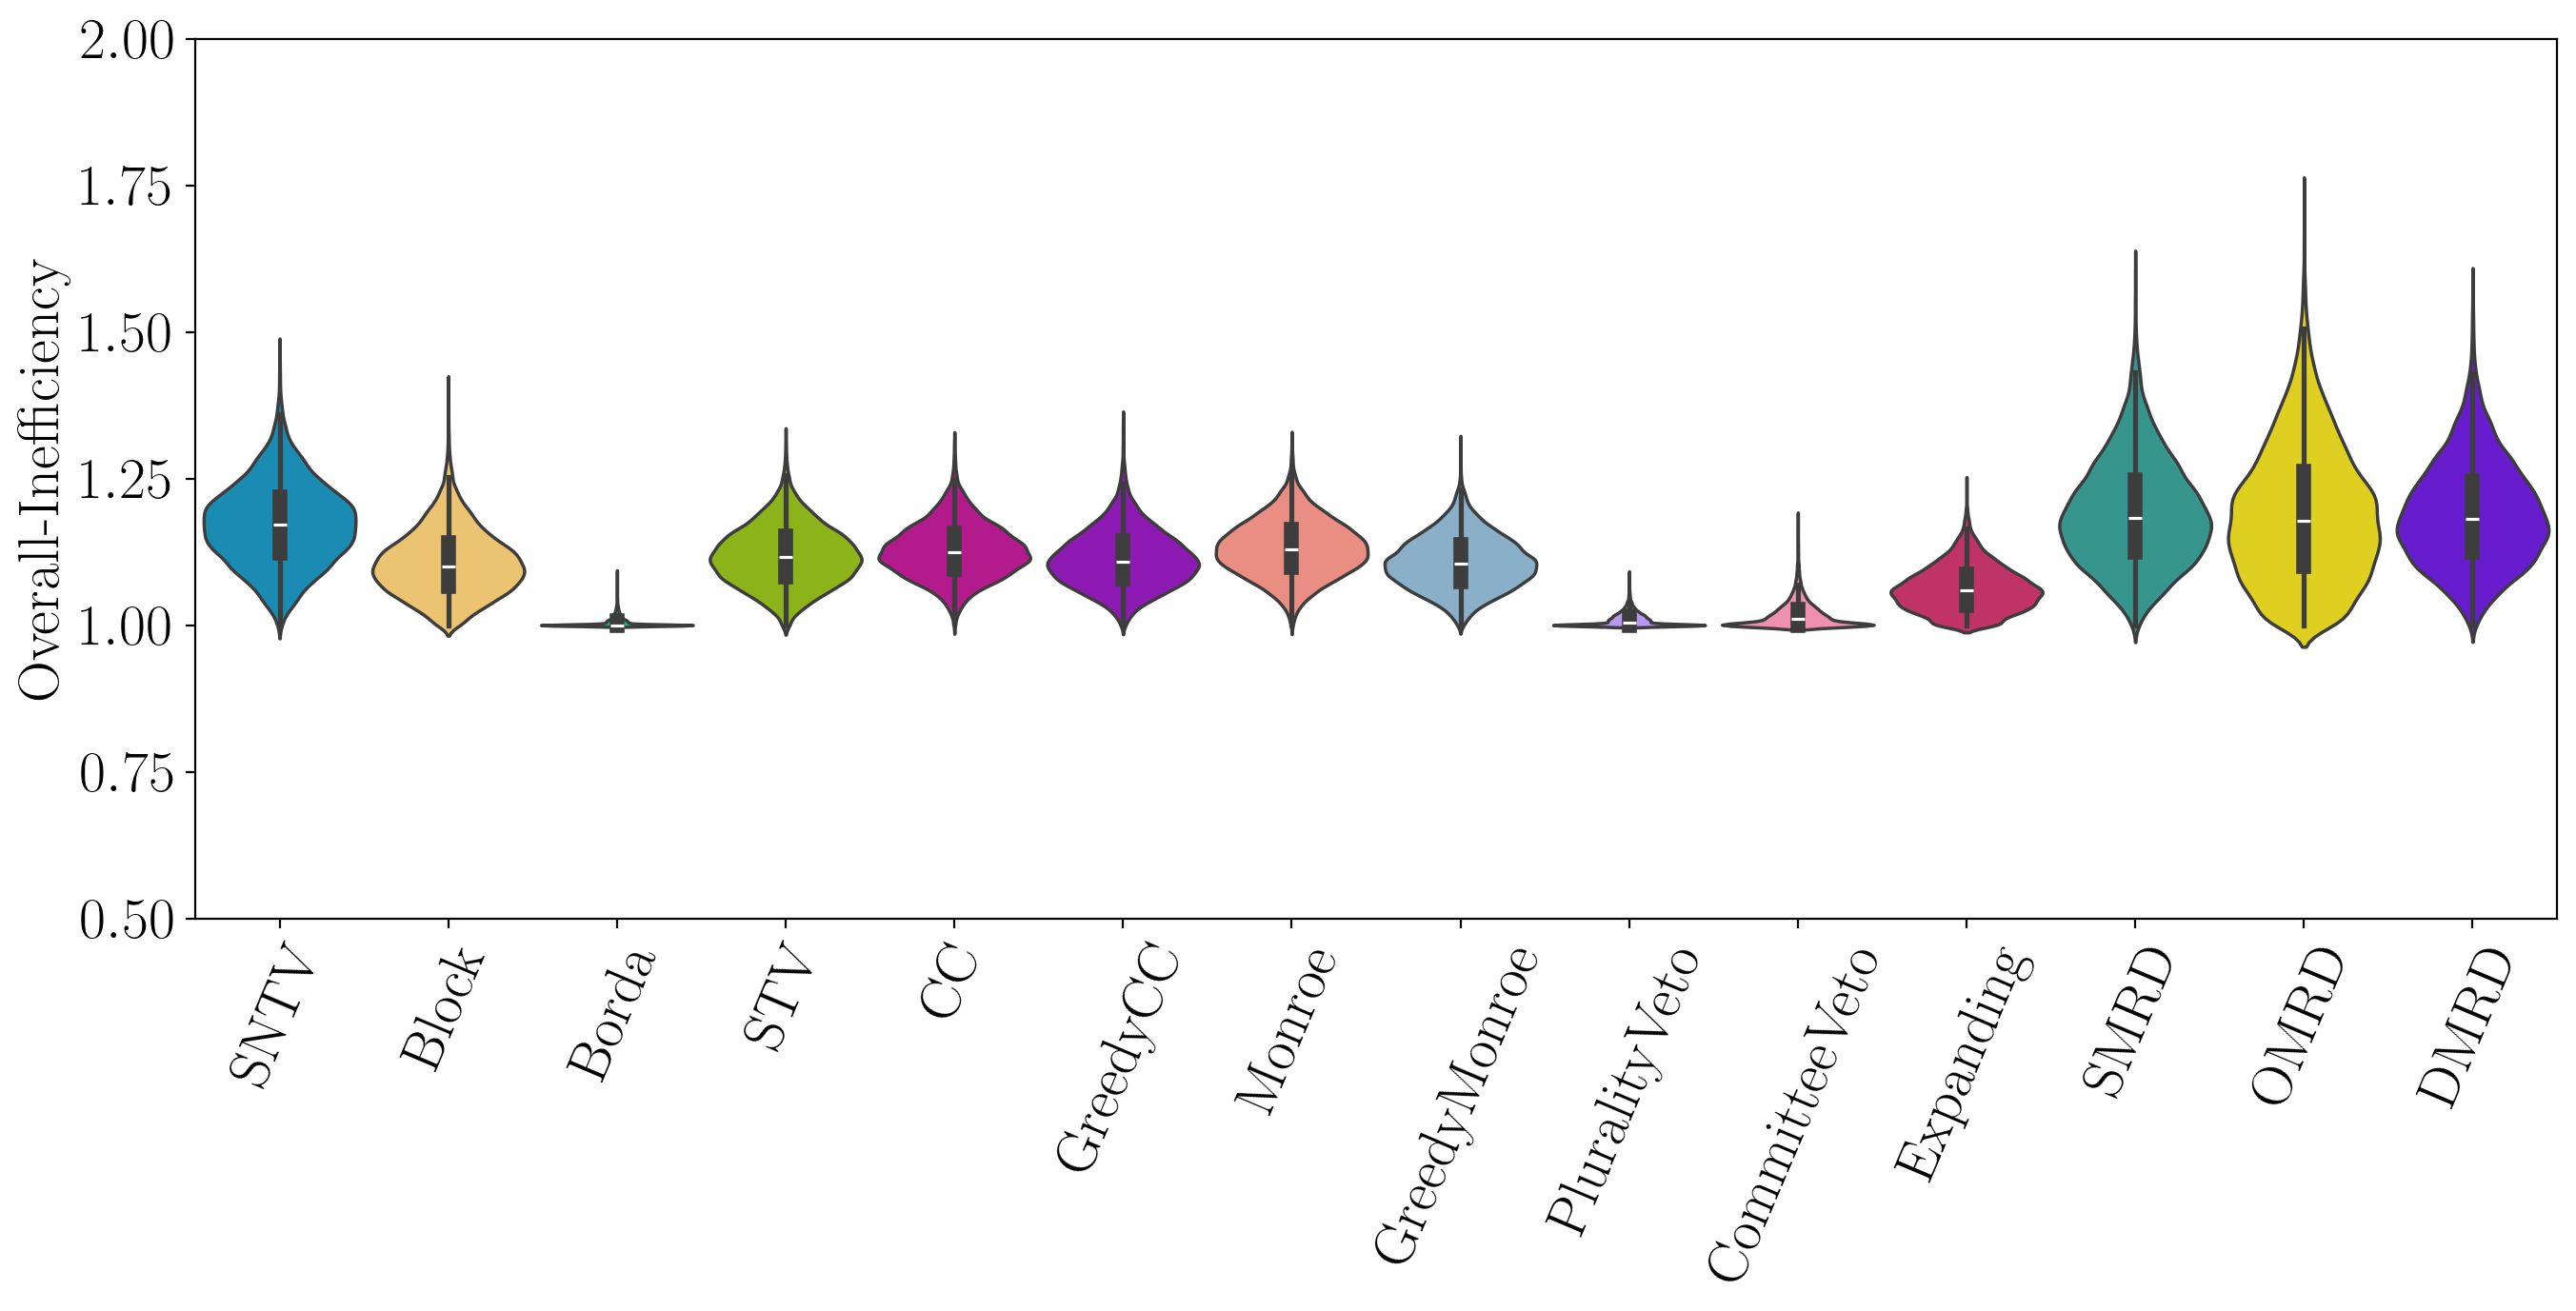 Overall-Inefficiency
2.00
1.75
1.50
1.25
1.00
0.75
0.50
SNTV
Block
Borda
STV
CC
GreedyCC
Monroe
GreedyMonroe
PluralityVeto
CommitteeVeto
Expanding
SMRD
OMRD
DMRD